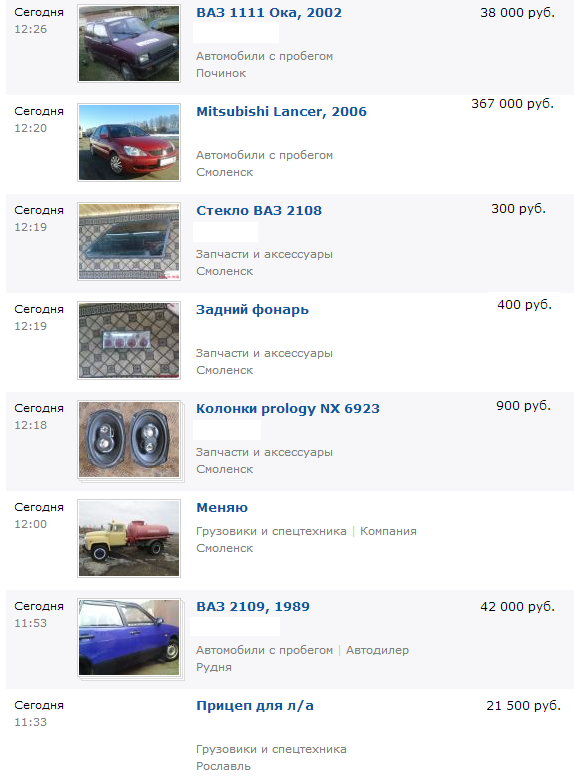 Сегодня
12:26
ВАЗ 1111 Ока, 2002
38 000 руб.
Автомобили с пробегом
Починок
Сегодня
12:20
Mitsubishi Lancer, 2006
367 000 руб.
Автомобили с пробегом
Смоленск
Сегодня
12:19
Стекло ВАЗ 2108
300 руб.
Запчасти и аксессуары
Смоленск
Сегодня
12:19
Задний фонарь
400 руб.
Запчасти и аксессуары
Смоленск
Сегодня
12:18
Колонки prology NX 6923
900 руб.
Запчасти и аксессуары
Смоленск
Сегодня
12:00
Меняю
Грузовики и спецтехника | Компания
Смоленск
Сегодня
11:53
ВАЗ 2109, 1989
42 000 руб.
Автомобили с пробегом | Автодилер
Рудня
Сегодня
11:33
Прицеп для л/а
21 500 руб.
Грузовики и спецтехника
Рославль